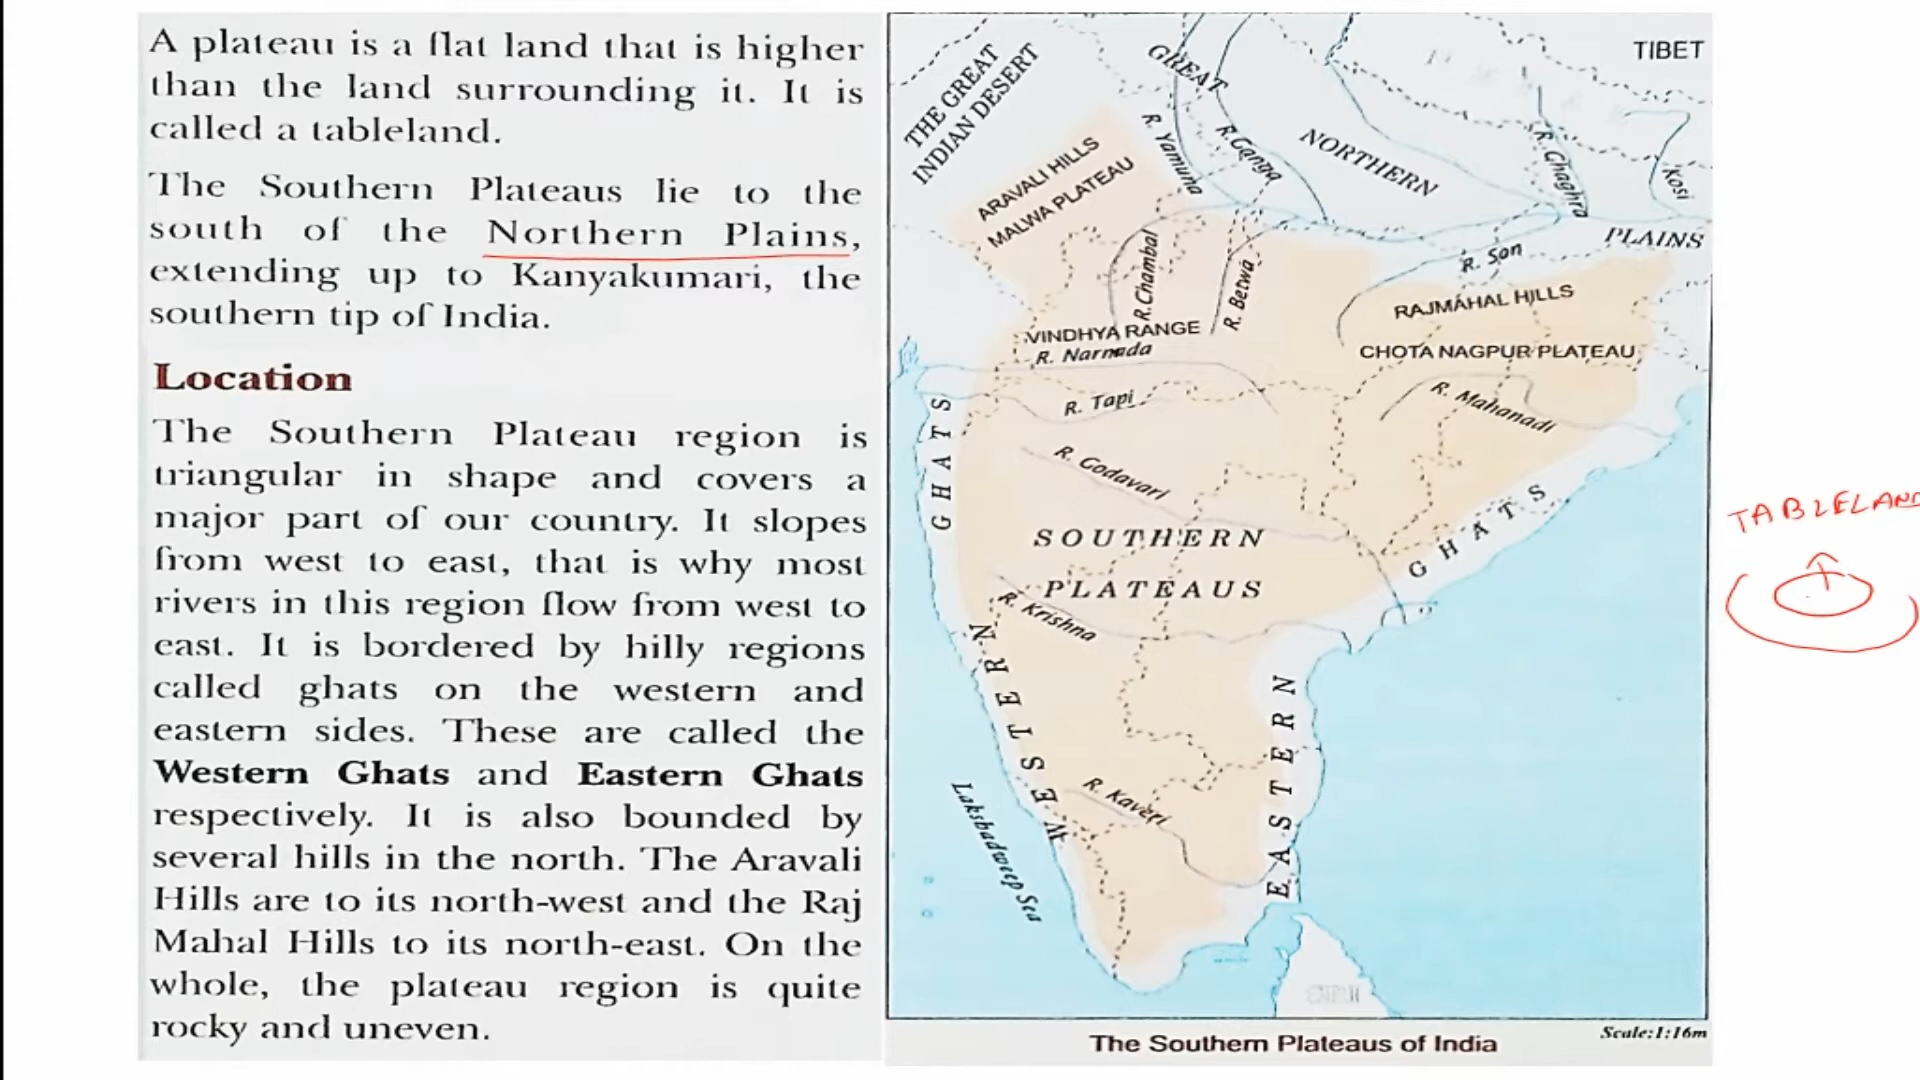 A plateau is a flat land that is higher
than the land surrounding it. It is
called a tableland.
The Southern Plateaus lie to the
south of the Northern Plains,
extending up to Kanyakumari, the
southern tip of India.
Location
The Southern Plateau region is
triangular in shape and covers a
major part of our country. It slopes
from west to east, that is why most
rivers in this region flow from west to
east. It is bordered by hilly regions
called ghats on the western and
eastern sides. These are called the
Western Ghats and Eastern Ghats
respectively. It is also bounded by
several hills in the north. The Aravali
Hills are to its north-west and the Raj
Mahal Hills to its north-east. On the
whole, the plateau region is quite
rocky and uneven.
TIBET
THE GREAT
INDIAN DESERT
GREAT
NORTHERN
PLAINS
R. Yamuna
R. Ganga
R. Ghaghra
Kosi
ARAVALI HILLS
MALWA PLATEAU
R. Chambal
R. Betwa
R. Son
RAJMAHAL HILLS
VINDHYA RANGE
R. Narmada
CHOTA NAGPUR PLATEAU
R. Tapi
R. Mahanadi
R. Godavari
SOUTHERN
PLATEAUS
R. Krishna
R. Kaveri
WESTERN
GHATS
EASTERN
GHATS
Lakshadweep Sea
The Southern Plateaus of India
Scale:1:16m
TABLELAND